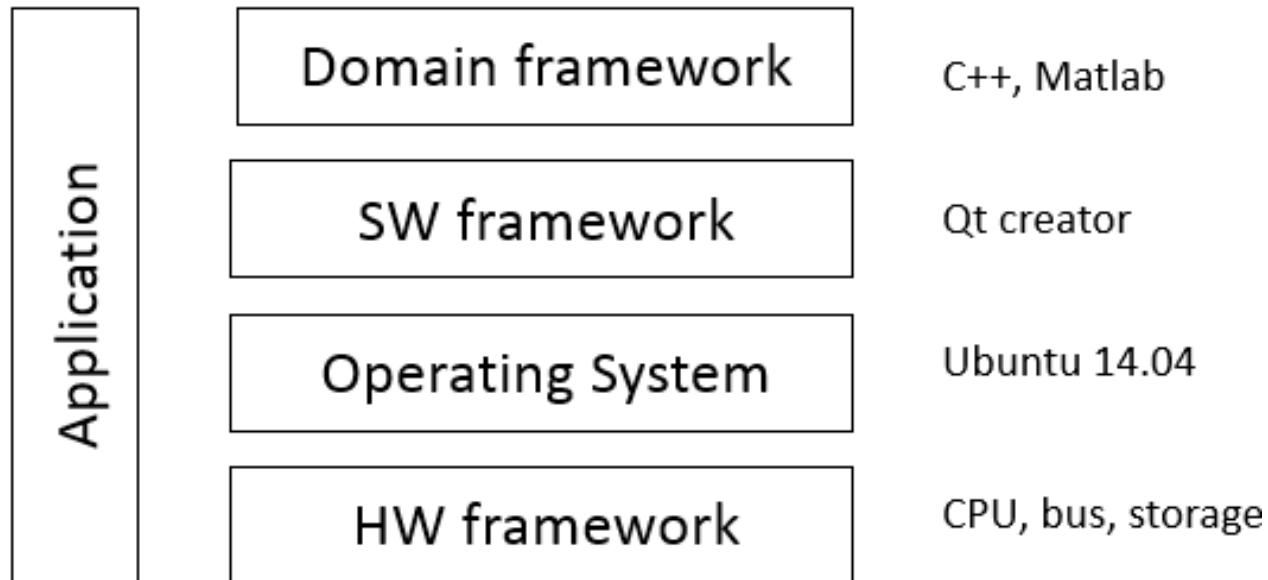 Application
Domain framework
C++, Matlab
SW framework
Qt creator
Operating System
Ubuntu 14.04
HW framework
CPU, bus, storage